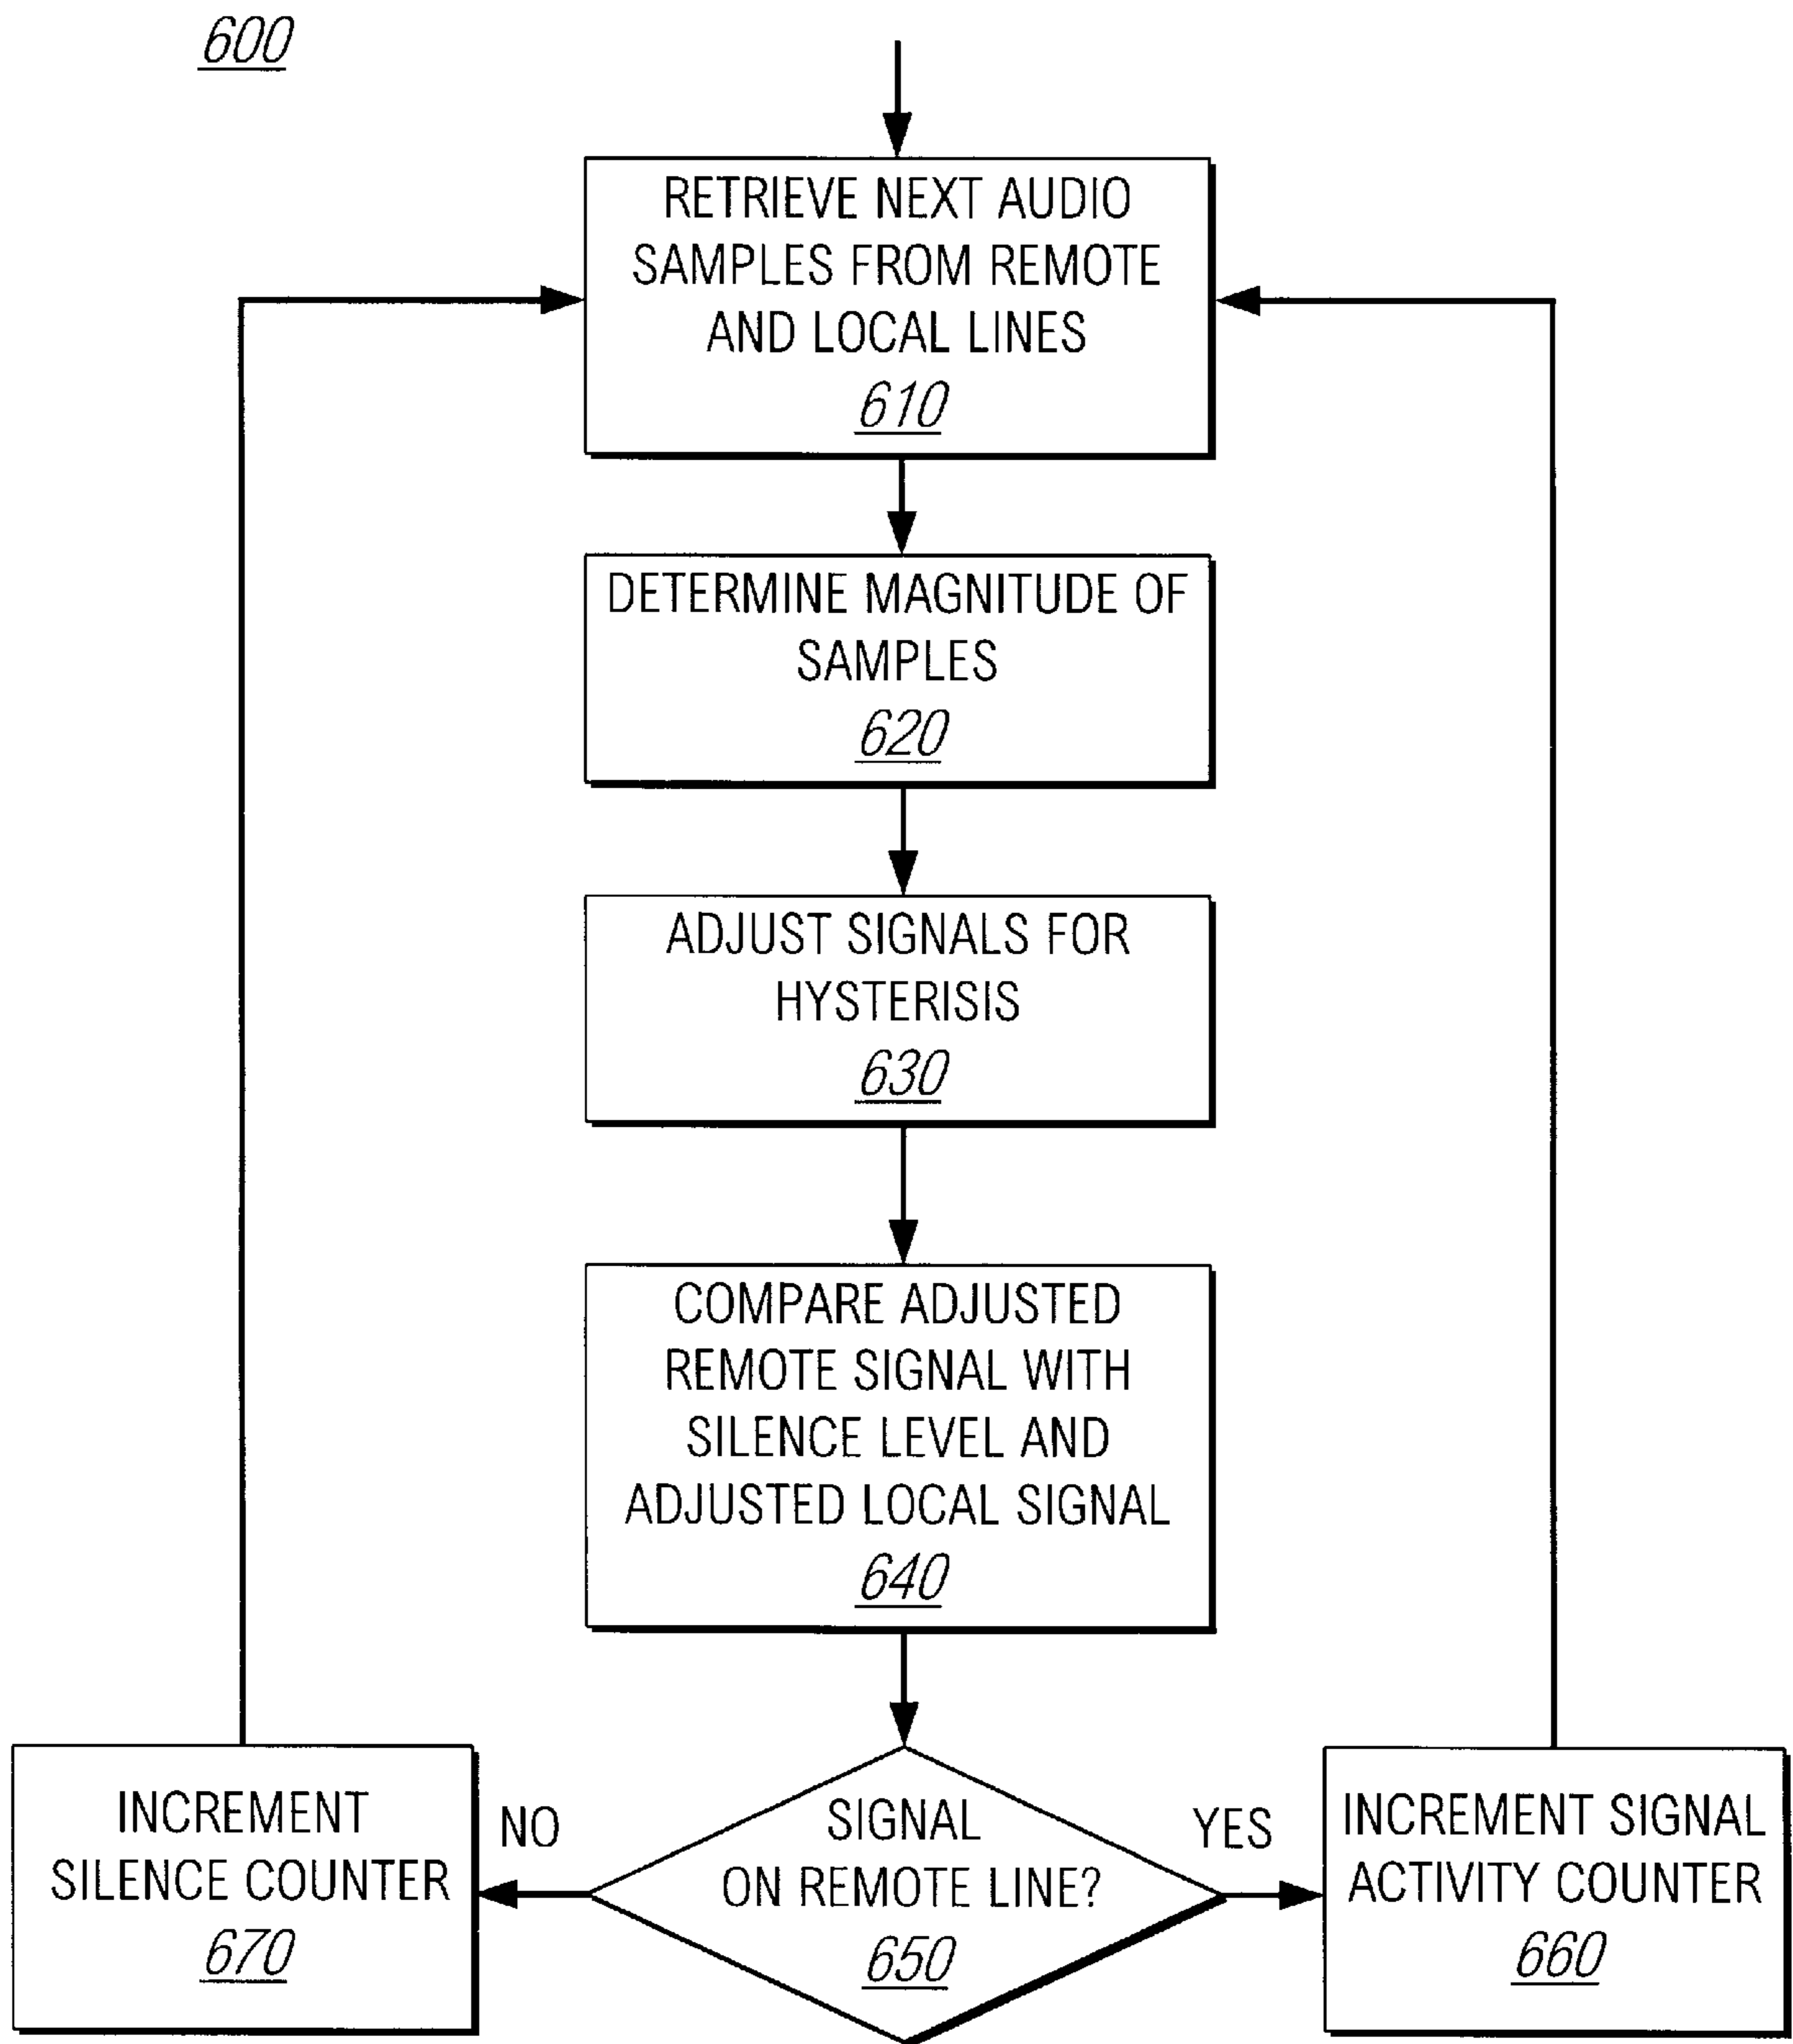 600
RETRIEVE NEXT AUDIO
SAMPLES FROM REMOTE
AND LOCAL LINES
610
DETERMINE MAGNITUDE OF
SAMPLES
620
ADJUST SIGNALS FOR
HYSTERISIS
630
COMPARE ADJUSTED
REMOTE SIGNAL WITH
SILENCE LEVEL AND
ADJUSTED LOCAL SIGNAL
640
INCREMENT
SILENCE COUNTER
670
NO
SIGNAL
ON REMOTE LINE?
650
YES
INCREMENT SIGNAL
ACTIVITY COUNTER
660